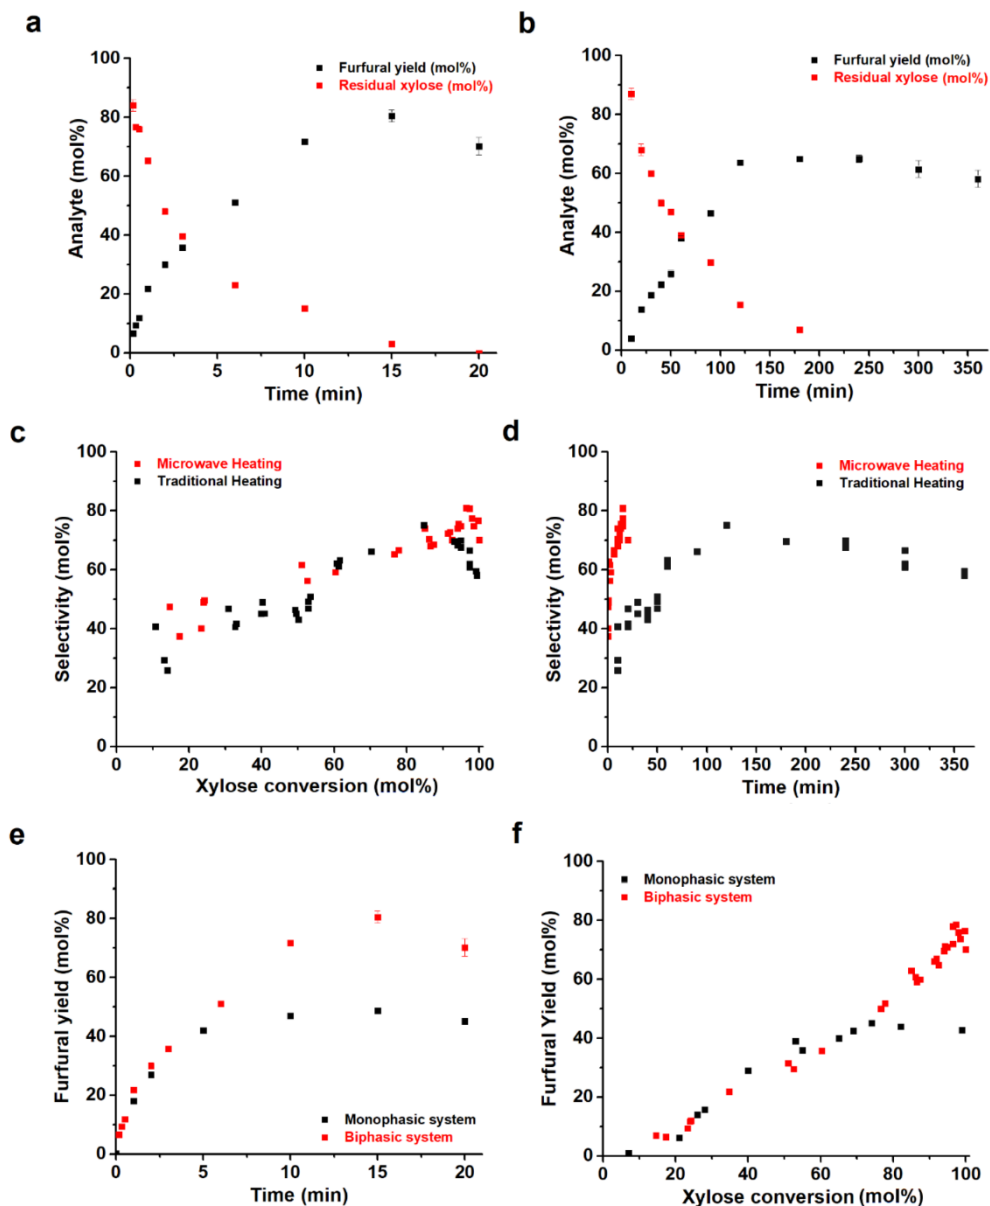 a
Furfural yield (mol%)
Residual xylose (mol%)
Analyte (mol%)
100
80
60
40
20
0
0 5 10 15 20
Time (min)
b
Furfural yield (mol%)
Residual xylose (mol%)
Analyte (mol%)
100
80
60
40
20
0
0 50 100 150 200 250 300 350
Time (min)
c
Microwave Heating
Traditional Heating
Selectivity (mol%)
100
80
60
40
20
0
0 20 40 60 80 100
Xylose conversion (mol%)
d
Microwave Heating
Traditional Heating
Selectivity (mol%)
100
80
60
40
20
0
0 50 100 150 200 250 300 350
Time (min)
e
Furfural yield (mol%)
100
80
60
40
20
0
Monophasic system
Biphasic system
0 5 10 15 20
Time (min)
f
Monophasic system
Biphasic system
Furfural Yield (mol%)
100
80
60
40
20
0
0 20 40 60 80 100
Xylose conversion (mol%)